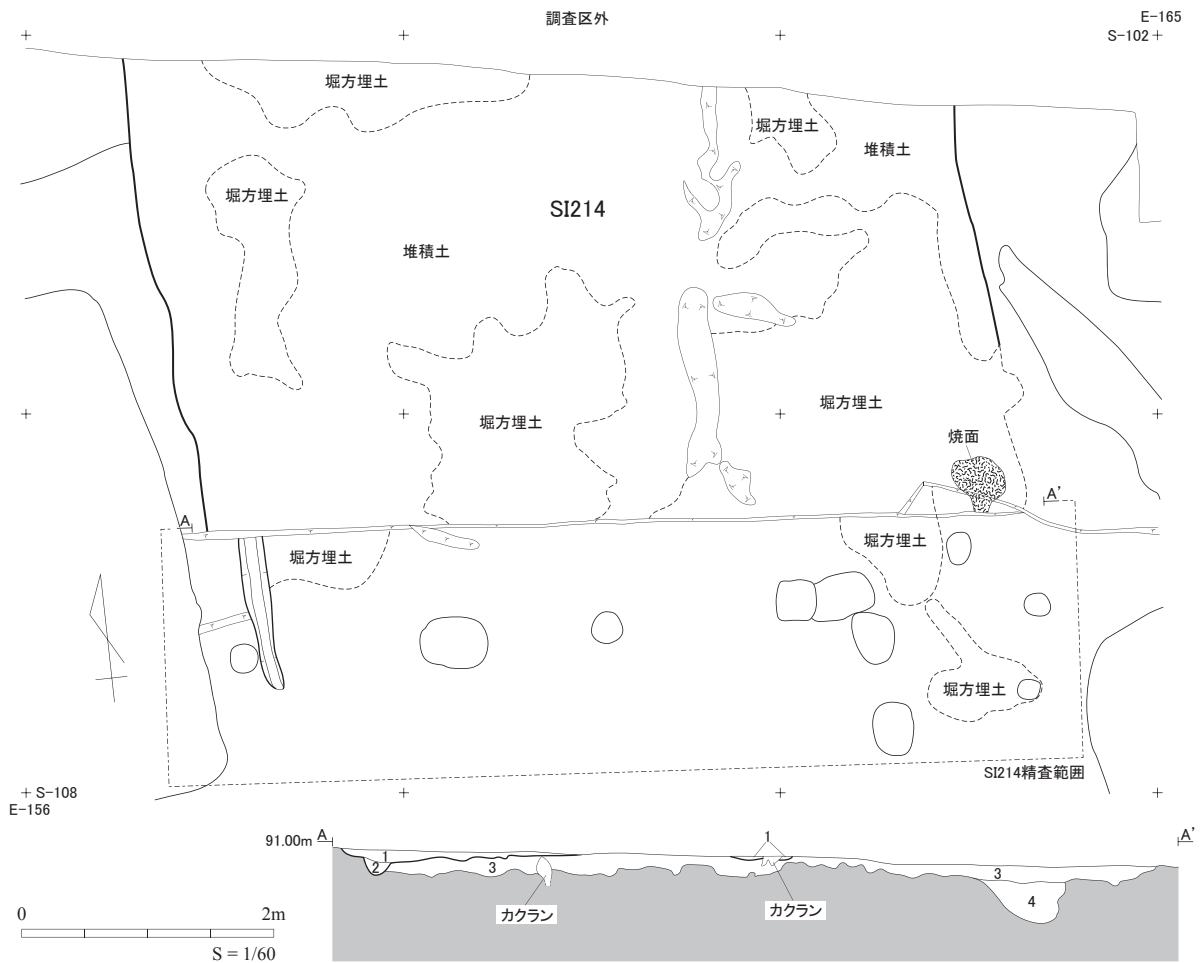 調査区外
E-165
S-102
堀方埋土
堀方埋土
堆積土
堀方埋土
SI214
堆積土
堀方埋土
堀方埋土
焼面
A
A'
堀方埋土
堀方埋土
堀方埋土
SI214精査範囲
S-108
E-156
91.00m A
1
A'
1
2
3
3
4
カクラン
カクラン
0
2m
S = 1/60